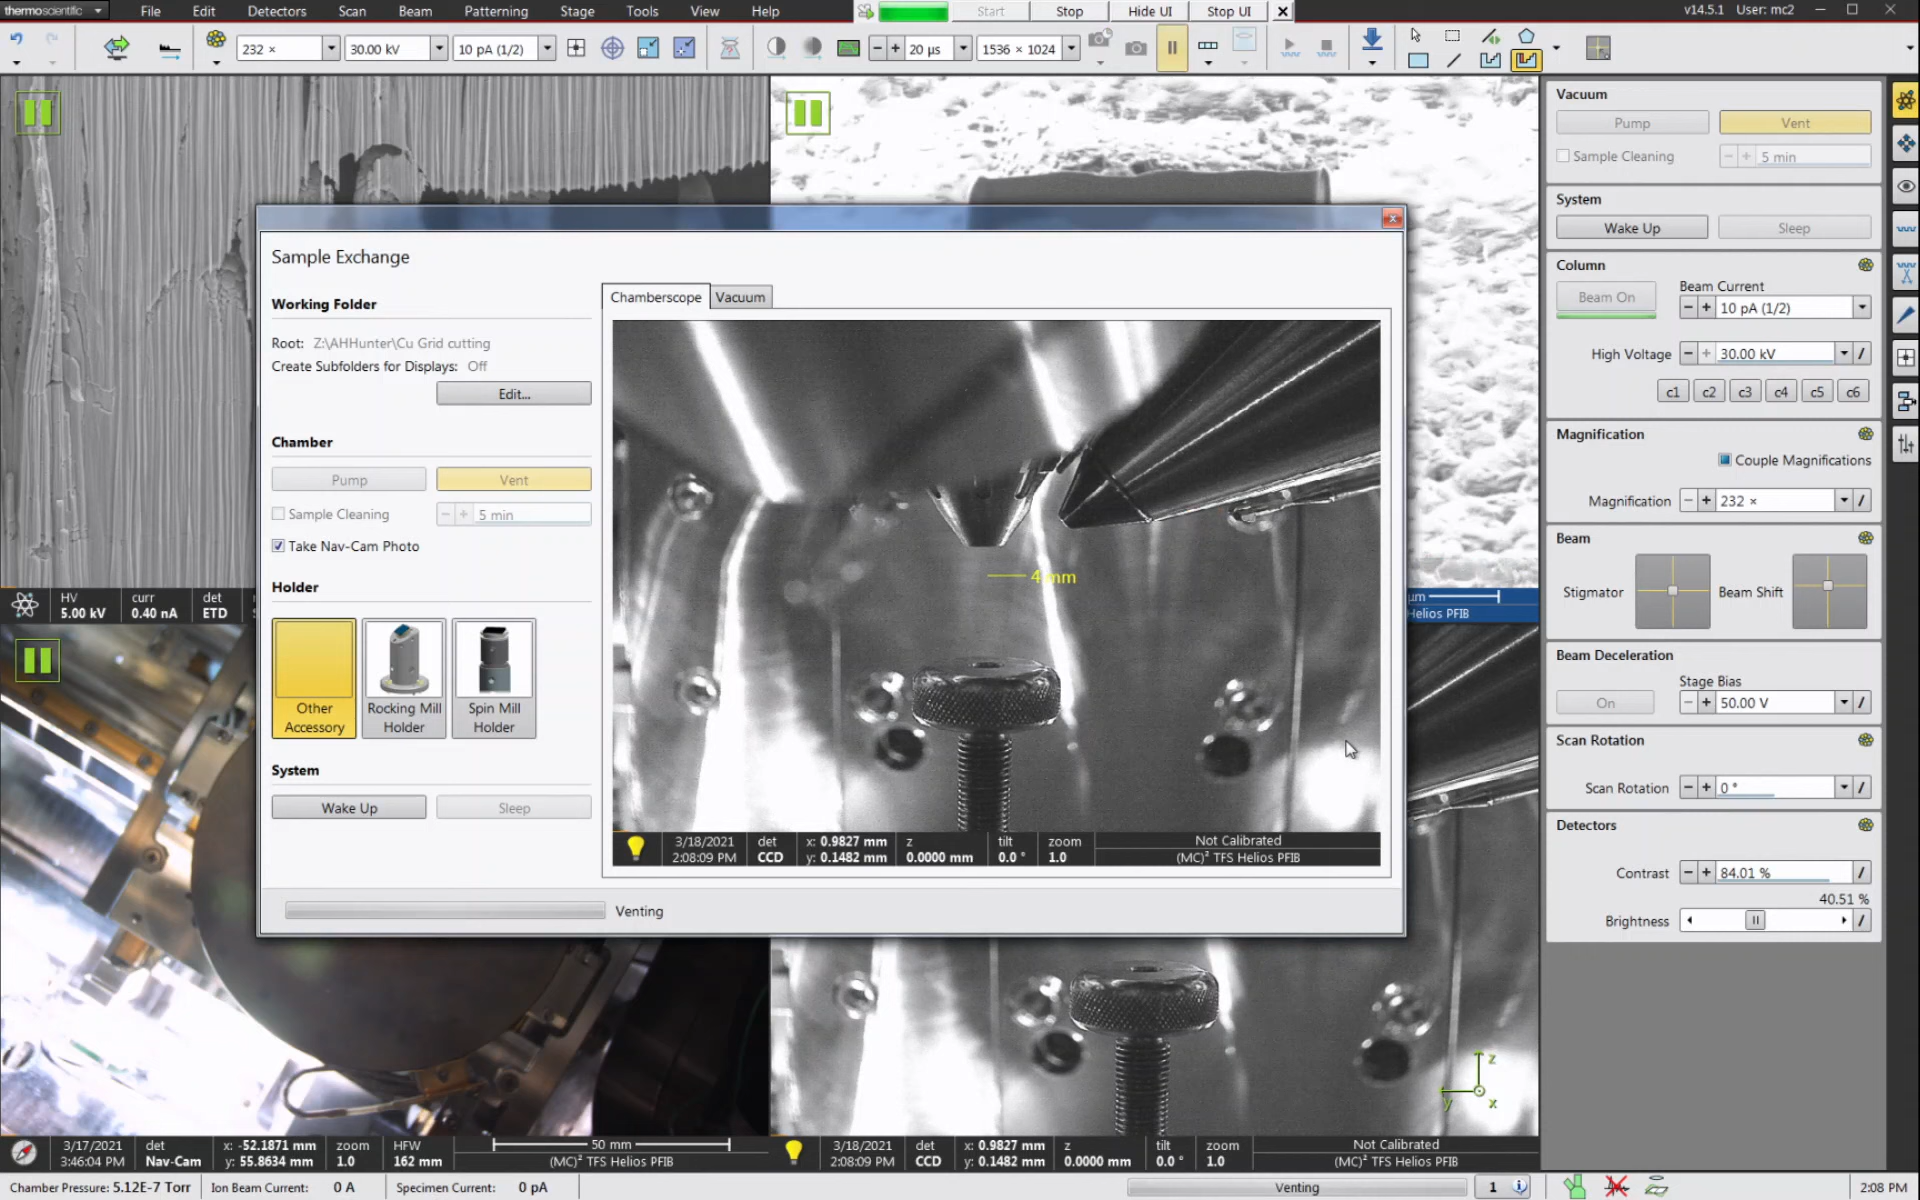 thermoscientific
File Edit Detectors Scan Beam Patterning Stage Tools View Help
Start Stop Hide UI Stop UI
v14.5.1 User: mc2
232 × 30.00 kV 10 pA (1/2) 20 µs 1536 × 1024
Vacuum
Pump Vent
Sample Cleaning 5 min
System
Wake Up Sleep
Column
Beam Current
Beam On 10 pA (1/2)
High Voltage 30.00 kV
c1 c2 c3 c4 c5 c6
Magnification
Couple Magnifications
Magnification 232 ×
Beam
Stigmator Beam Shift
Beam Deceleration
Stage Bias
On 50.00 V
Scan Rotation
Scan Rotation 0 °
Detectors
Contrast 84.01 %
40.51 %
Brightness
Sample Exchange
Working Folder
Root: Z:\AHHunter\Cu Grid cutting
Create Subfolders for Displays: Off
Edit...
Chamber
Pump Vent
Sample Cleaning 5 min
Take Nav-Cam Photo
Holder
Other Accessory
Rocking Mill Holder
Spin Mill Holder
System
Wake Up Sleep
Venting
Chamberscope Vacuum
4 mm
3/18/2021 det x: 0.9827 mm z tilt zoom Not Calibrated
2:08:09 PM CCD y: 0.1482 mm 0.0000 mm 0.0 ° 1.0 (MC)² TFS Helios PFIB
HV curr det
5.00 kV 0.40 nA ETD
µm
Helios PFIB
z
y x
3/17/2021 det x: -52.1871 mm zoom HFW 50 mm
3:46:04 PM Nav-Cam y: 55.8634 mm 1.0 162 mm (MC)² TFS Helios PFIB
3/18/2021 det x: 0.9827 mm z tilt zoom Not Calibrated
2:08:09 PM CCD y: 0.1482 mm 0.0000 mm 0.0 ° 1.0 (MC)² TFS Helios PFIB
Chamber Pressure: 5.12E-7 Torr Ion Beam Current: 0 A Specimen Current: 0 pA Venting 1 2:08 PM